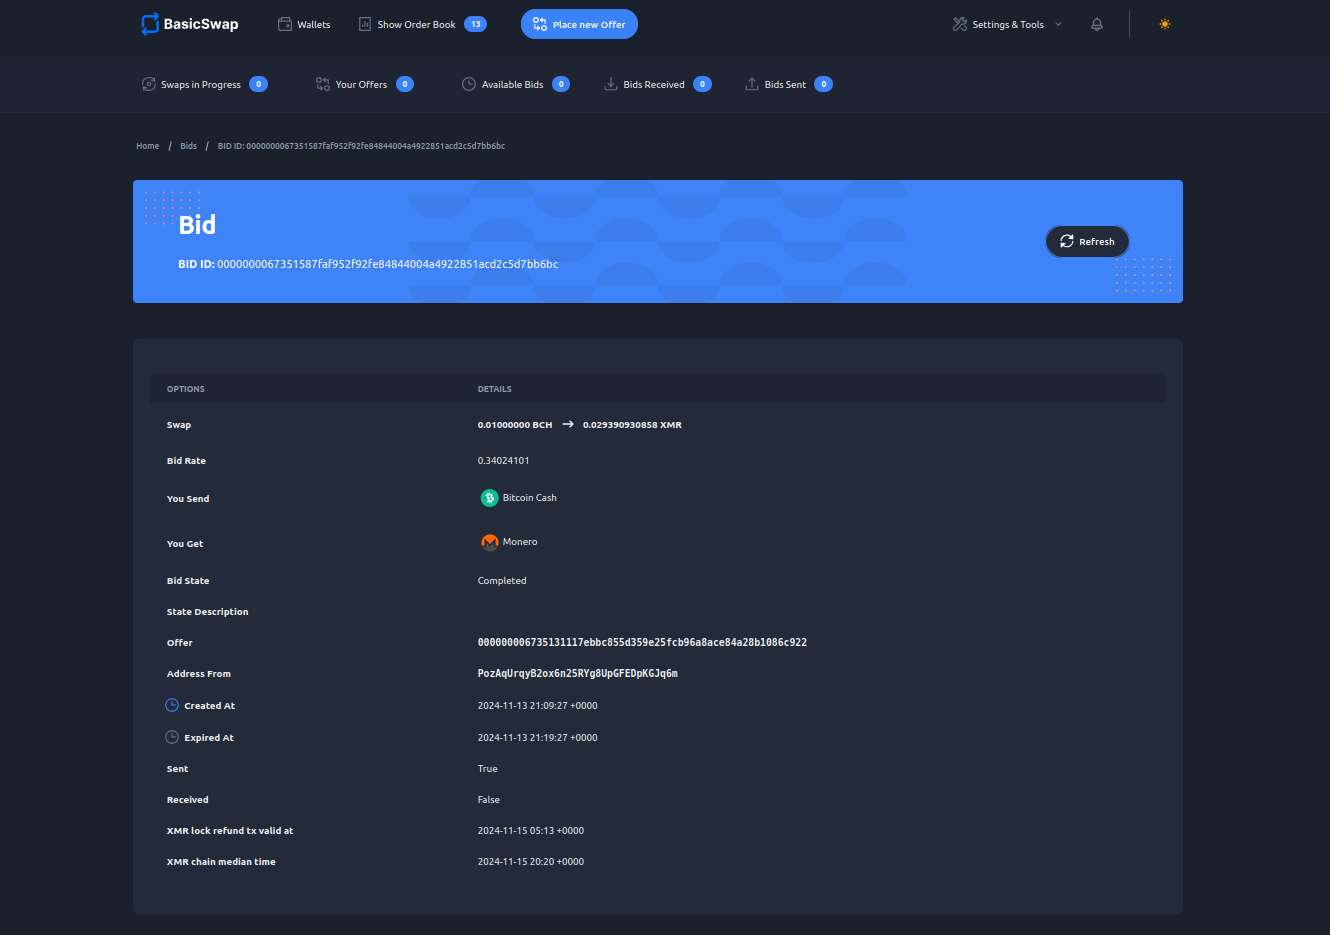 BasicSwap Wallets Show Order Book 13 Place new Offer Settings & Tools
Swaps in Progress 0 Your Offers 0 Available Bids 0 Bids Received 0 Bids Sent 0
Home / Bids / BID ID: 0000000067351587faf952f92fe84844004a4922851acd2c5d7bb6bc
Bid
BID ID: 0000000067351587faf952f92fe84844004a4922851acd2c5d7bb6bc
Refresh
OPTIONS DETAILS
Swap 0.01000000 BCH → 0.029390930858 XMR
Bid Rate 0.34024101
You Send Bitcoin Cash
You Get Monero
Bid State Completed
State Description
Offer 000000006735131117ebbc855d359e25fcb96a8ace84a28b1086c922
Address From PozAqUrqyB2ox6n25RYg8UpGFEDpKGJq6m
Created At 2024-11-13 21:09:27 +0000
Expired At 2024-11-13 21:19:27 +0000
Sent True
Received False
XMR lock refund tx valid at 2024-11-15 05:13 +0000
XMR chain median time 2024-11-15 20:20 +0000